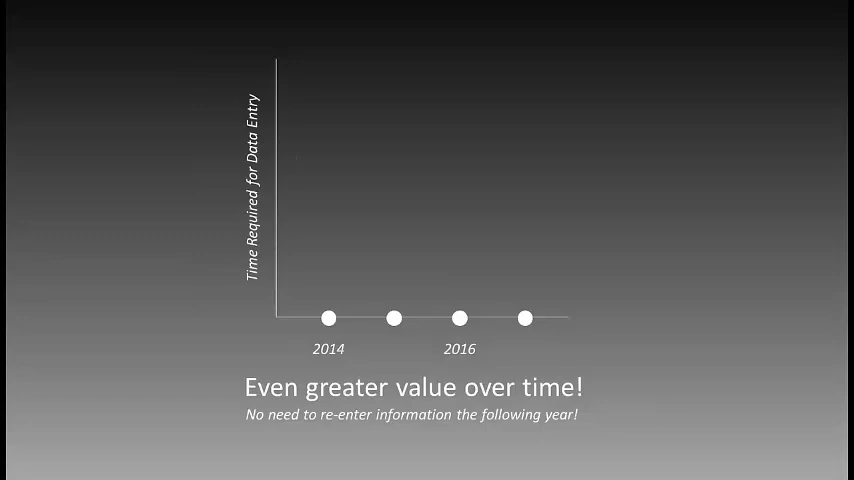 Time Required for Data Entry
2014 2016
Even greater value over time!
No need to re-enter information the following year!